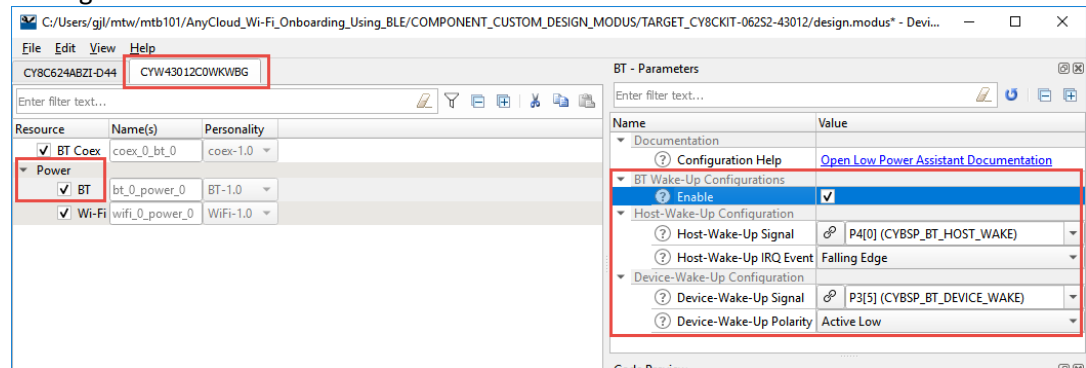 C:/Users/gjl/mtw/mtb101/AnyCloud_Wi-Fi_Onboarding_Using_BLE/COMPONENT_CUSTOM_DESIGN_MODUS/TARGET_CY8CKIT-062S2-43012/design.modus* - Devi...
File Edit View Help
CY8C624ABZI-D44 CYW43012C0WKWBG
Enter filter text...
Resource Name(s) Personality
BT Coex coex_0_bt_0 coex-1.0
Power
BT bt_0_power_0 BT-1.0
Wi-Fi wifi_0_power_0 WiFi-1.0
BT - Parameters
Enter filter text...
Name Value
Documentation
Configuration Help Open Low Power Assistant Documentation
BT Wake-Up Configurations
Enable
Host-Wake-Up Configuration
Host-Wake-Up Signal P4[0] (CYBSP_BT_HOST_WAKE)
Host-Wake-Up IRQ Event Falling Edge
Device-Wake-Up Configuration
Device-Wake-Up Signal P3[5] (CYBSP_BT_DEVICE_WAKE)
Device-Wake-Up Polarity Active Low